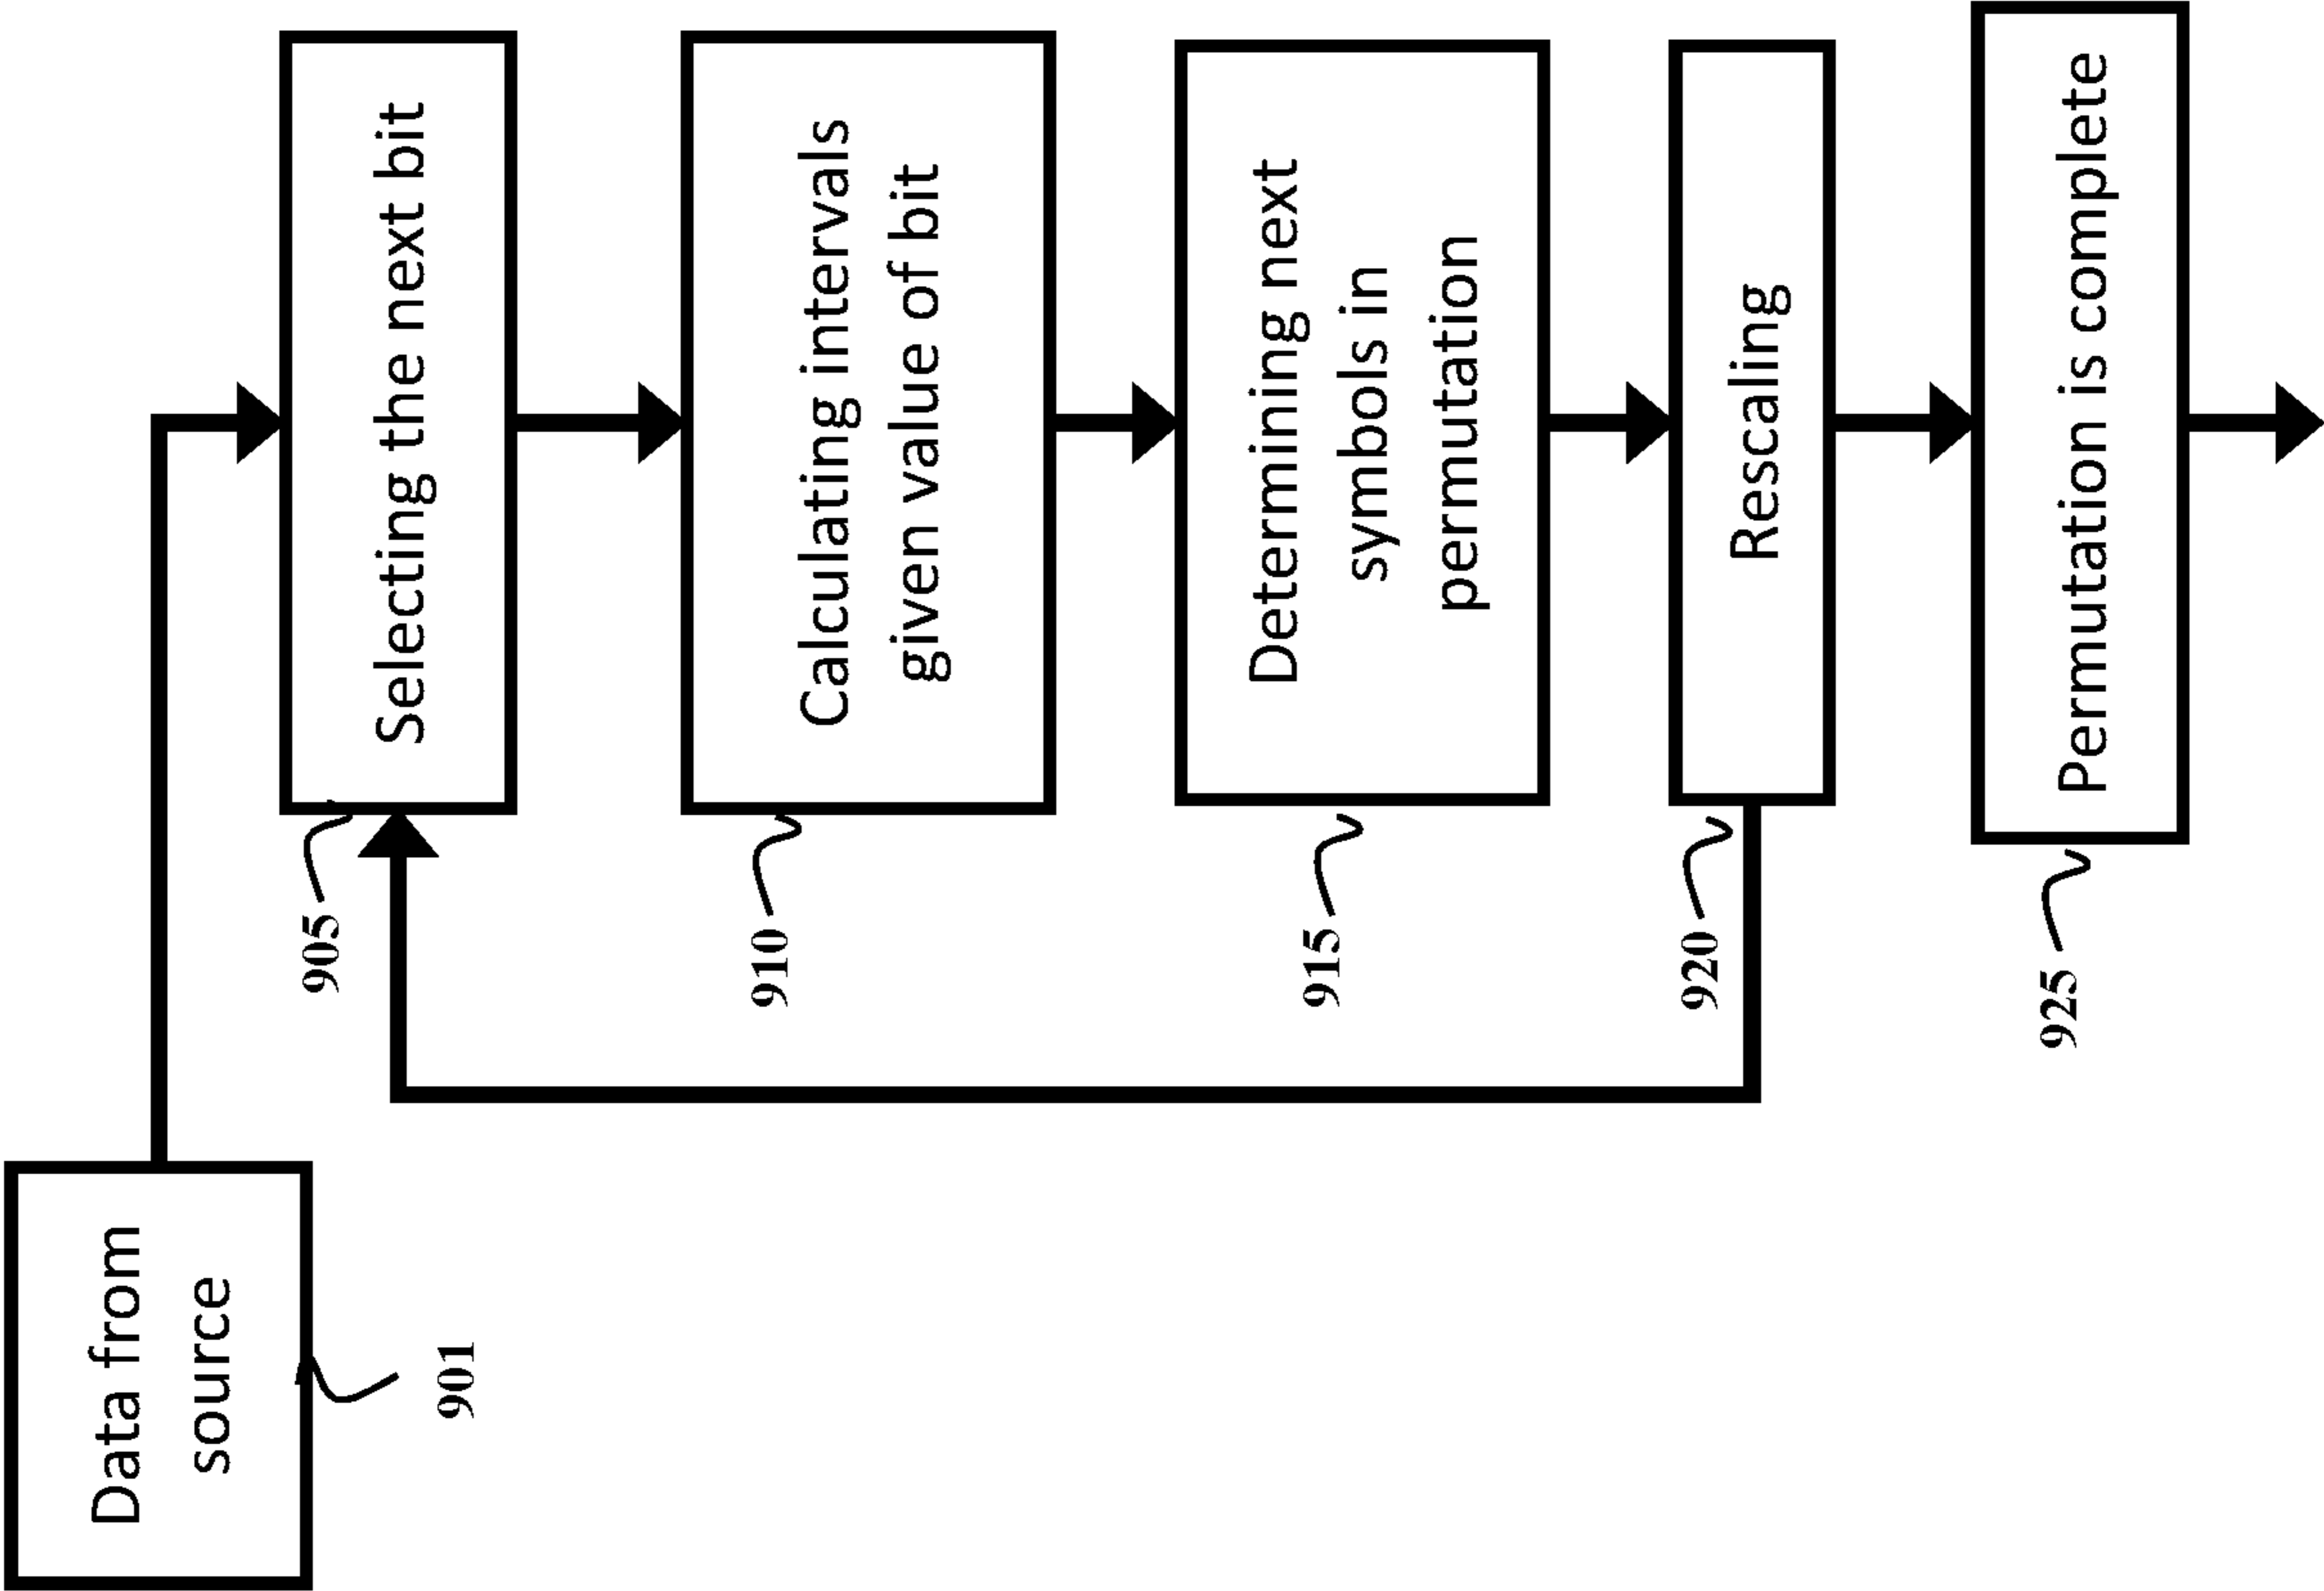 Data from
source
901
Selecting the next bit
905
Calculating intervals
given value of bit
910
Determining next
symbols in
permutation
915
Rescaling
920
Permutation is complete
925